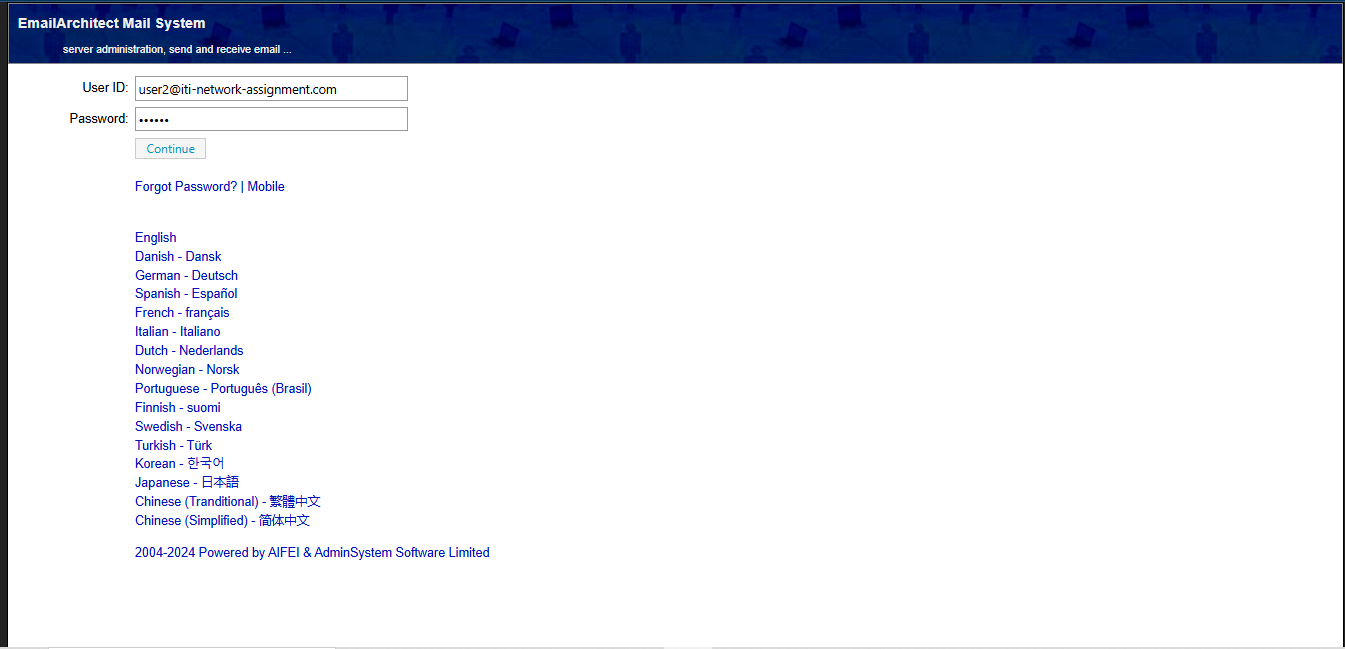 EmailArchitect Mail System
server administration, send and receive email ...
User ID: user2@iti-network-assignment.com
Password: ••••••
Continue
Forgot Password? | Mobile
English
Danish - Dansk
German - Deutsch
Spanish - Español
French - français
Italian - Italiano
Dutch - Nederlands
Norwegian - Norsk
Portuguese - Português (Brasil)
Finnish - suomi
Swedish - Svenska
Turkish - Türk
Korean - 한국어
Japanese - 日本語
Chinese (Tranditional) - 繁體中文
Chinese (Simplified) - 简体中文
2004-2024 Powered by AIFEI & AdminSystem Software Limited